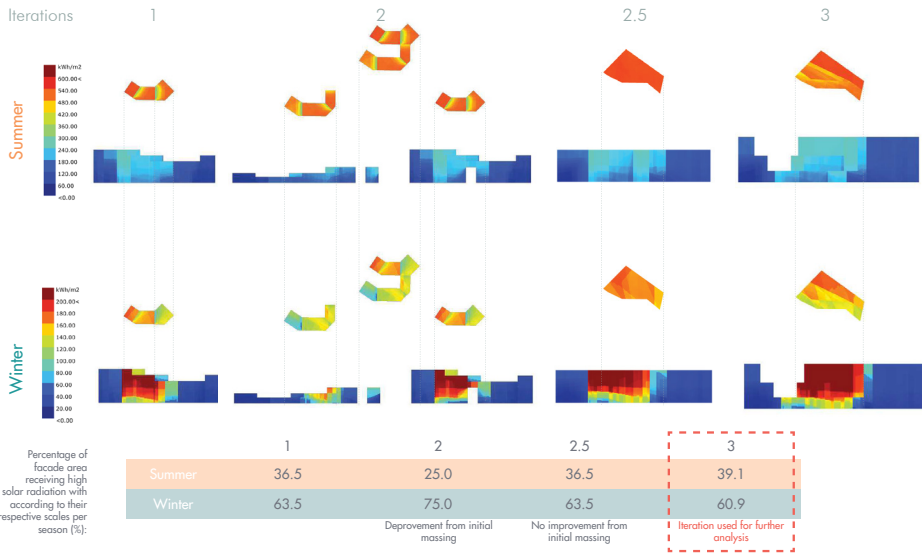 Iterations 1 2 2.5 3
Summer
kWh/m2
600.00<
540.00
480.00
420.00
360.00
300.00
240.00
180.00
120.00
60.00
<0.00
Winter
kWh/m2
200.00<
180.00
160.00
140.00
120.00
100.00
80.00
60.00
40.00
20.00
<0.00
Percentage of
facade area
receiving high
solar radiation with
according to their
respective scales per
season (%):
1 2 2.5 3
Summer 36.5 25.0 36.5 39.1
Winter 63.5 75.0 63.5 60.9
Deprovement from initial
massing
No improvement from
initial massing
Iteration used for further
analysis